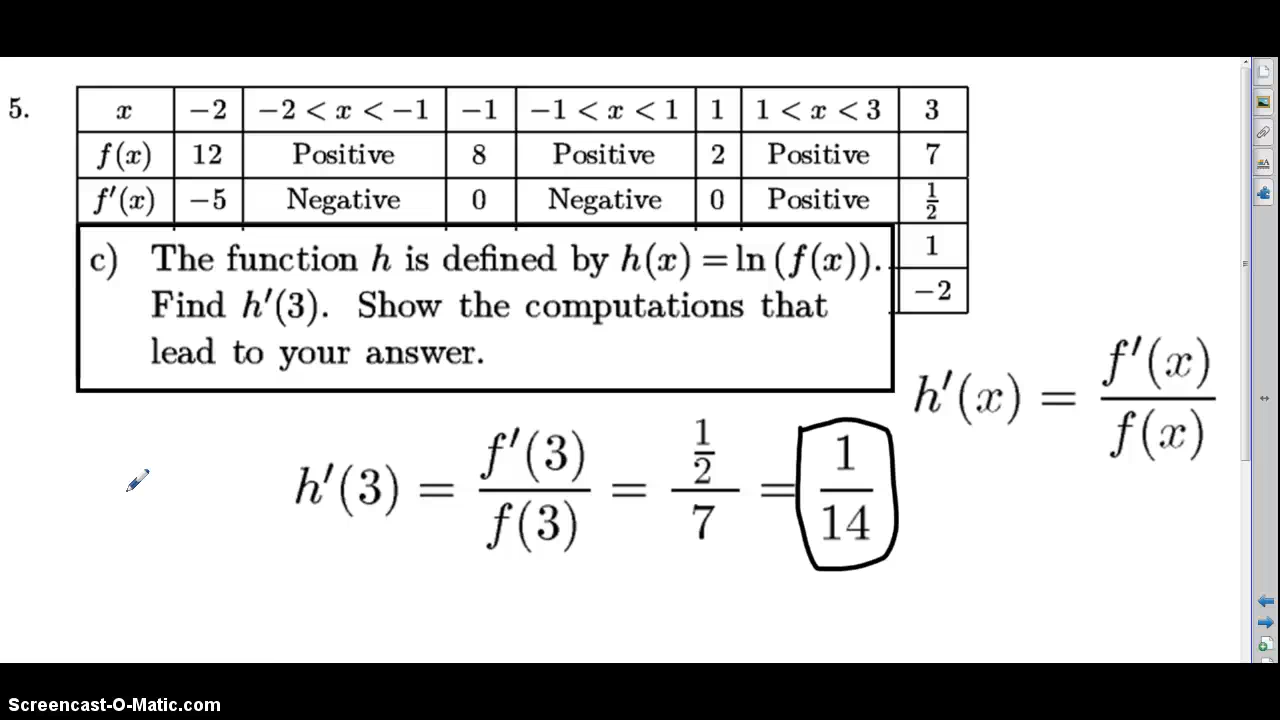 5.
x −2 −2 < x < −1 −1 −1 < x < 1 1 1 < x < 3 3
f(x) 12 Positive 8 Positive 2 Positive 7
f′(x) −5 Negative 0 Negative 0 Positive 1/2
1
−2
c) The function h is defined by h(x) = ln (f(x)).
Find h′(3). Show the computations that
lead to your answer.
h′(x) = f′(x)/f(x)
h′(3) = f′(3)/f(3) = (1/2)/7 = 1/14
Screencast-O-Matic.com